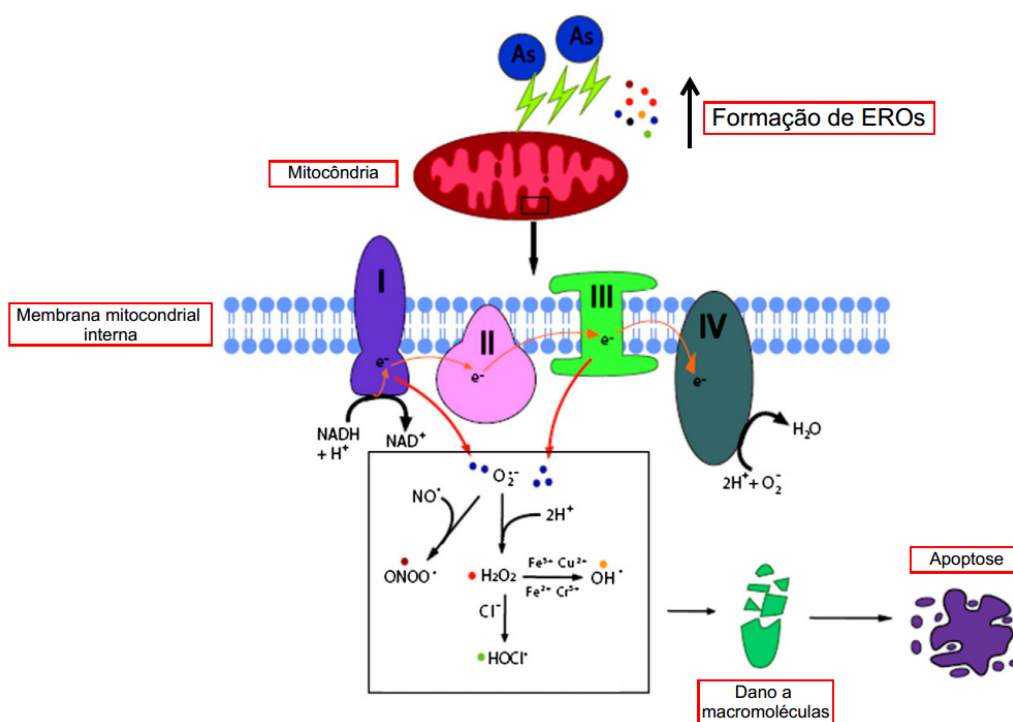 As
As
Formação de EROs
Mitocôndria
Membrana mitocondrial
interna
I
II
III
IV
e-
e-
e-
e-
NADH
+ H⁺
NAD⁺
H₂O
2H⁺+ O₂⁻
O₂•⁻
NO•
2H⁺
ONOO•
H₂O₂
Fe³⁺ Cu²⁺
Fe²⁺ Cr⁵⁺
OH•
Cl⁻
HOCl•
Dano a
macromoléculas
Apoptose